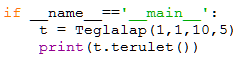 if __name__=='__main__':
    t = Teglalap(1,1,10,5)
    print(t.terulet())